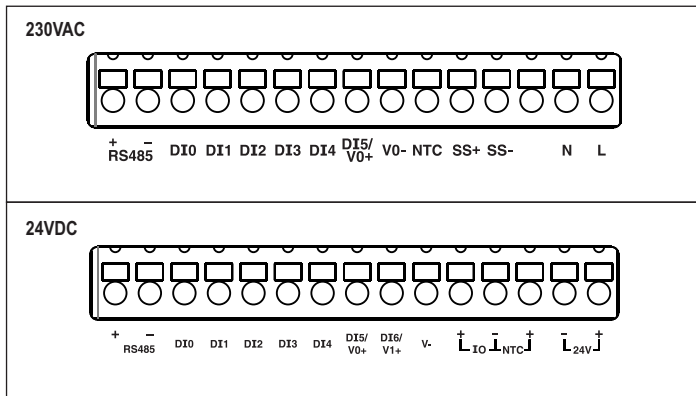 230VAC
+ –
RS485 DI0 DI1 DI2 DI3 DI4 DI5/V0+ V0- NTC SS+ SS- N L
24VDC
+ – + – + – +
RS485 DI0 DI1 DI2 DI3 DI4 DI5/V0+ DI6/V1+ V- IO NTC 24V